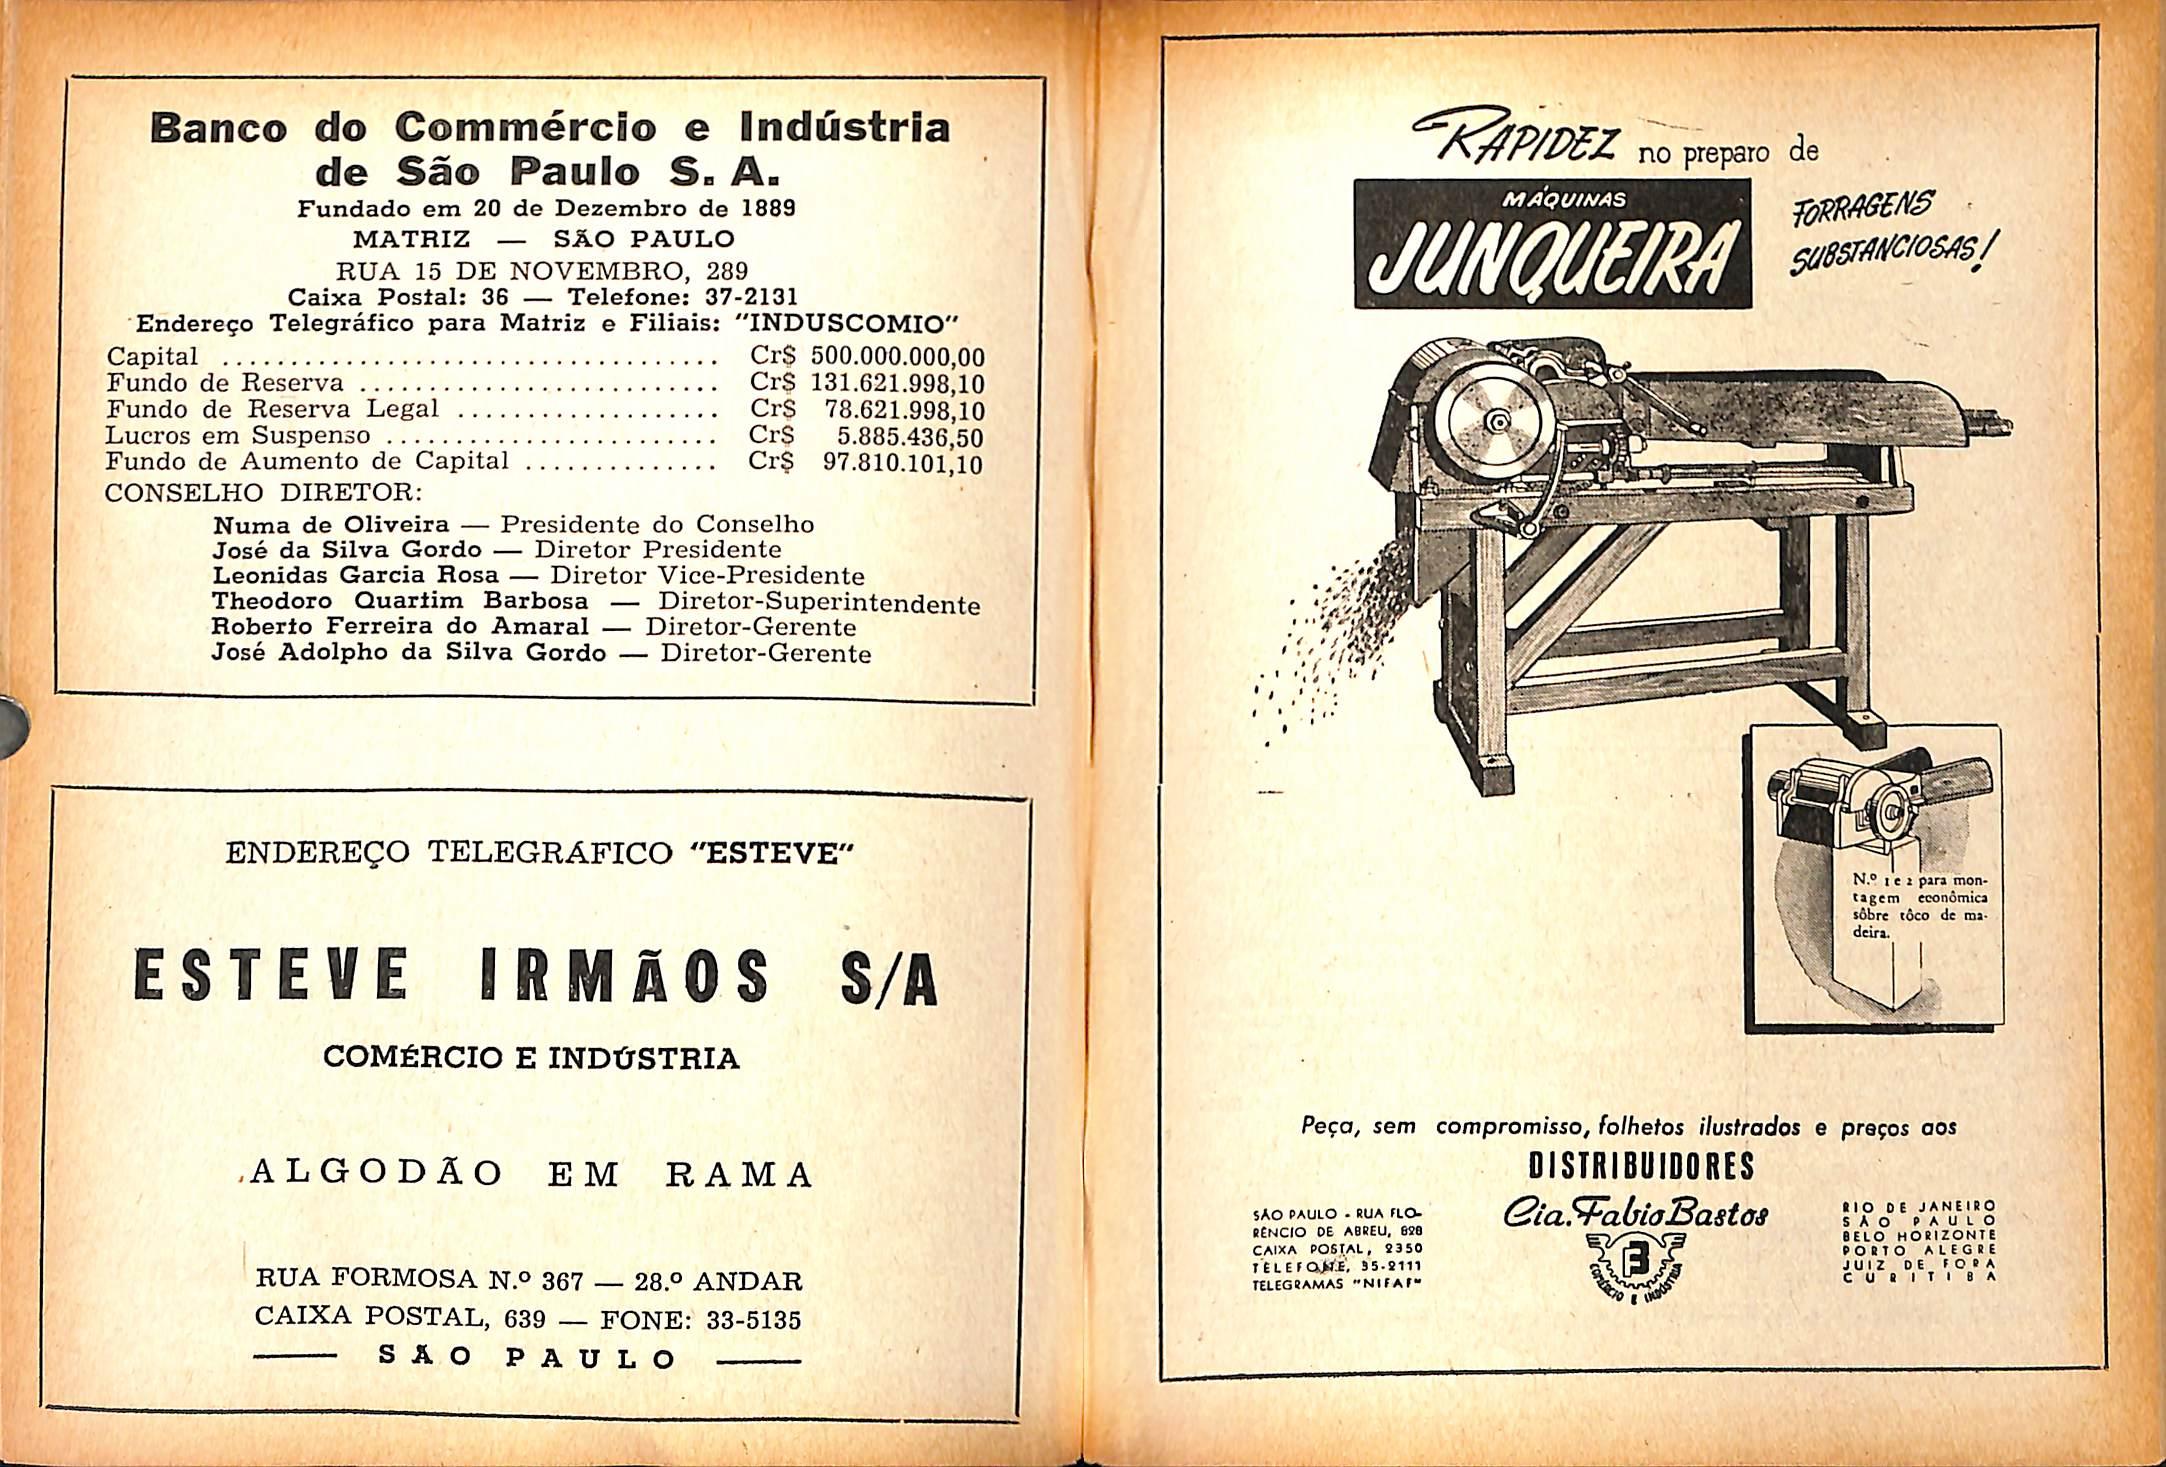 Banco do Commércio e Indústria
de São Paulo S. A.
Fundado em 20 de Dezembro de 1889
MATRIZ — SÃO PAULO
RUA 15 DE NOVEMBRO, 289
Caixa Postal: 36 — Telefone: 37-2131
Endereço Telegráfico para Matriz e Filiais: "INDUSCOMIO"
Capital ..................................... Cr$ 500.000.000,00
Fundo de Reserva ........................... Cr$ 131.621.998,10
Fundo de Reserva Legal .................... Cr$ 78.621.998,10
Lucros em Suspenso ......................... Cr$ 5.885.436,50
Fundo de Aumento de Capital .............. Cr$ 97.810.101,10
CONSELHO DIRETOR:
Numa de Oliveira — Presidente do Conselho
José da Silva Gordo — Diretor Presidente
Leonidas Garcia Rosa — Diretor Vice-Presidente
Theodoro Quartim Barbosa — Diretor-Superintendente
Roberto Ferreira do Amaral — Diretor-Gerente
José Adolpho da Silva Gordo — Diretor-Gerente
ENDEREÇO TELEGRÁFICO "ESTEVE"
ESTEVE IRMÃOS S/A
COMÉRCIO E INDÚSTRIA
ALGODÃO EM RAMA
RUA FORMOSA N.º 367 — 28.º ANDAR
CAIXA POSTAL, 639 — FONE: 33-5135
SÃO PAULO
RAPIDEZ no preparo de
MÁQUINAS
JUNQUEIRA
FORRAGENS
SUBSTANCIOSAS!
N.º 1 e 2 para mon-
tagem econômica
sôbre tôco de ma-
deira.
Peça, sem compromisso, folhetos ilustrados e preços aos
DISTRIBUIDORES
Cia. Fabio Bastos
FB
COMÉRCIO E INDÚSTRIA
SÃO PAULO - RUA FLO-
RÊNCIO DE ABREU, 828
CAIXA POSTAL, 2350
TELEFONE, 35-2111
TELEGRAMAS "NIFAF"
RIO DE JANEIRO
SÃO PAULO
BELO HORIZONTE
PORTO ALEGRE
JUIZ DE FORA
CURITIBA